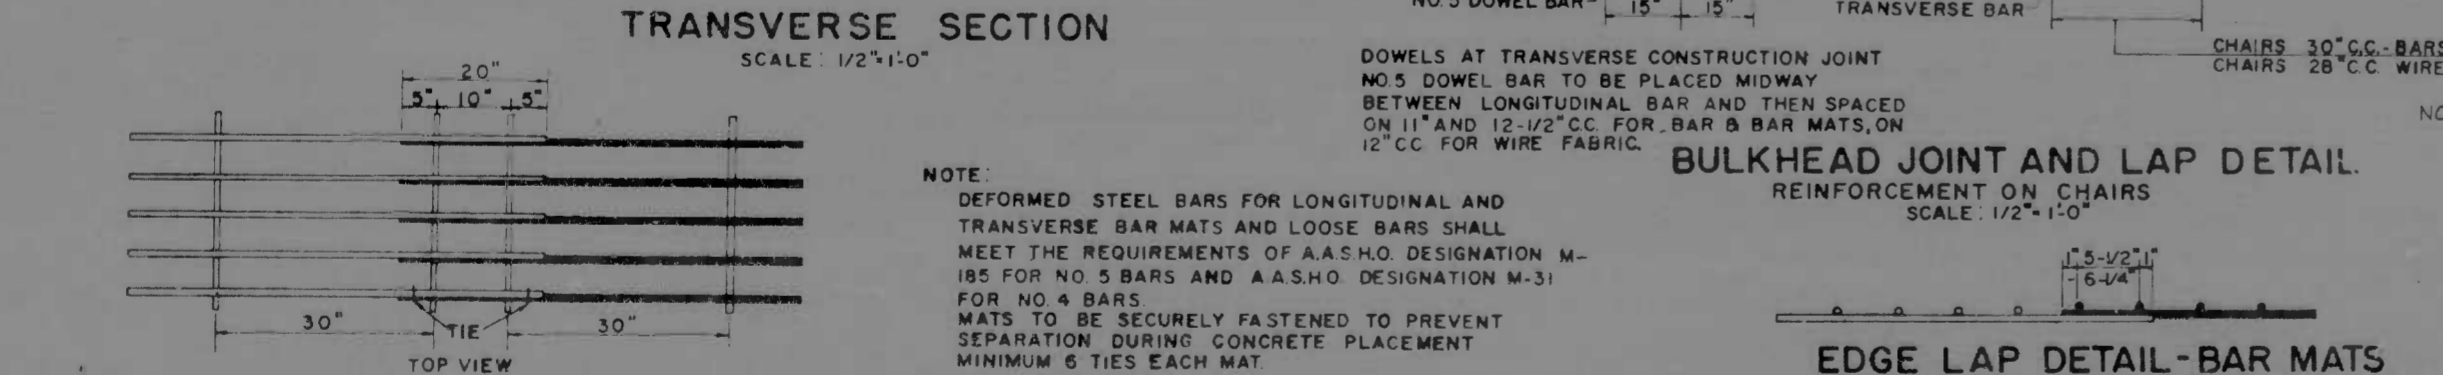 TRANSVERSE SECTION
SCALE: 1/2"=1'-0"
20"
5" 10" 5"
30"
TIE
30"
TOP VIEW
NOTE:
DEFORMED STEEL BARS FOR LONGITUDINAL AND
TRANSVERSE BAR MATS AND LOOSE BARS SHALL
MEET THE REQUIREMENTS OF A.A.S.H.O. DESIGNATION M-
185 FOR NO. 5 BARS AND A.A.S.H.O DESIGNATION M-31
FOR NO. 4 BARS.
MATS TO BE SECURELY FASTENED TO PREVENT
SEPARATION DURING CONCRETE PLACEMENT
MINIMUM 6 TIES EACH MAT.
NO. 5 DOWEL BAR
15" 15"
TRANSVERSE BAR
CHAIRS 30" C.C.-BARS
CHAIRS 28" C.C. WIRE
DOWELS AT TRANSVERSE CONSTRUCTION JOINT
NO.5 DOWEL BAR TO BE PLACED MIDWAY
BETWEEN LONGITUDINAL BAR AND THEN SPACED
ON 11" AND 12-1/2" C.C. FOR BAR & BAR MATS, ON
12" CC FOR WIRE FABRIC.
BULKHEAD JOINT AND LAP DETAIL.
REINFORCEMENT ON CHAIRS
SCALE: 1/2"=1'-0"
1" 5-1/2" 1"
6-1/4"
EDGE LAP DETAIL-BAR MATS